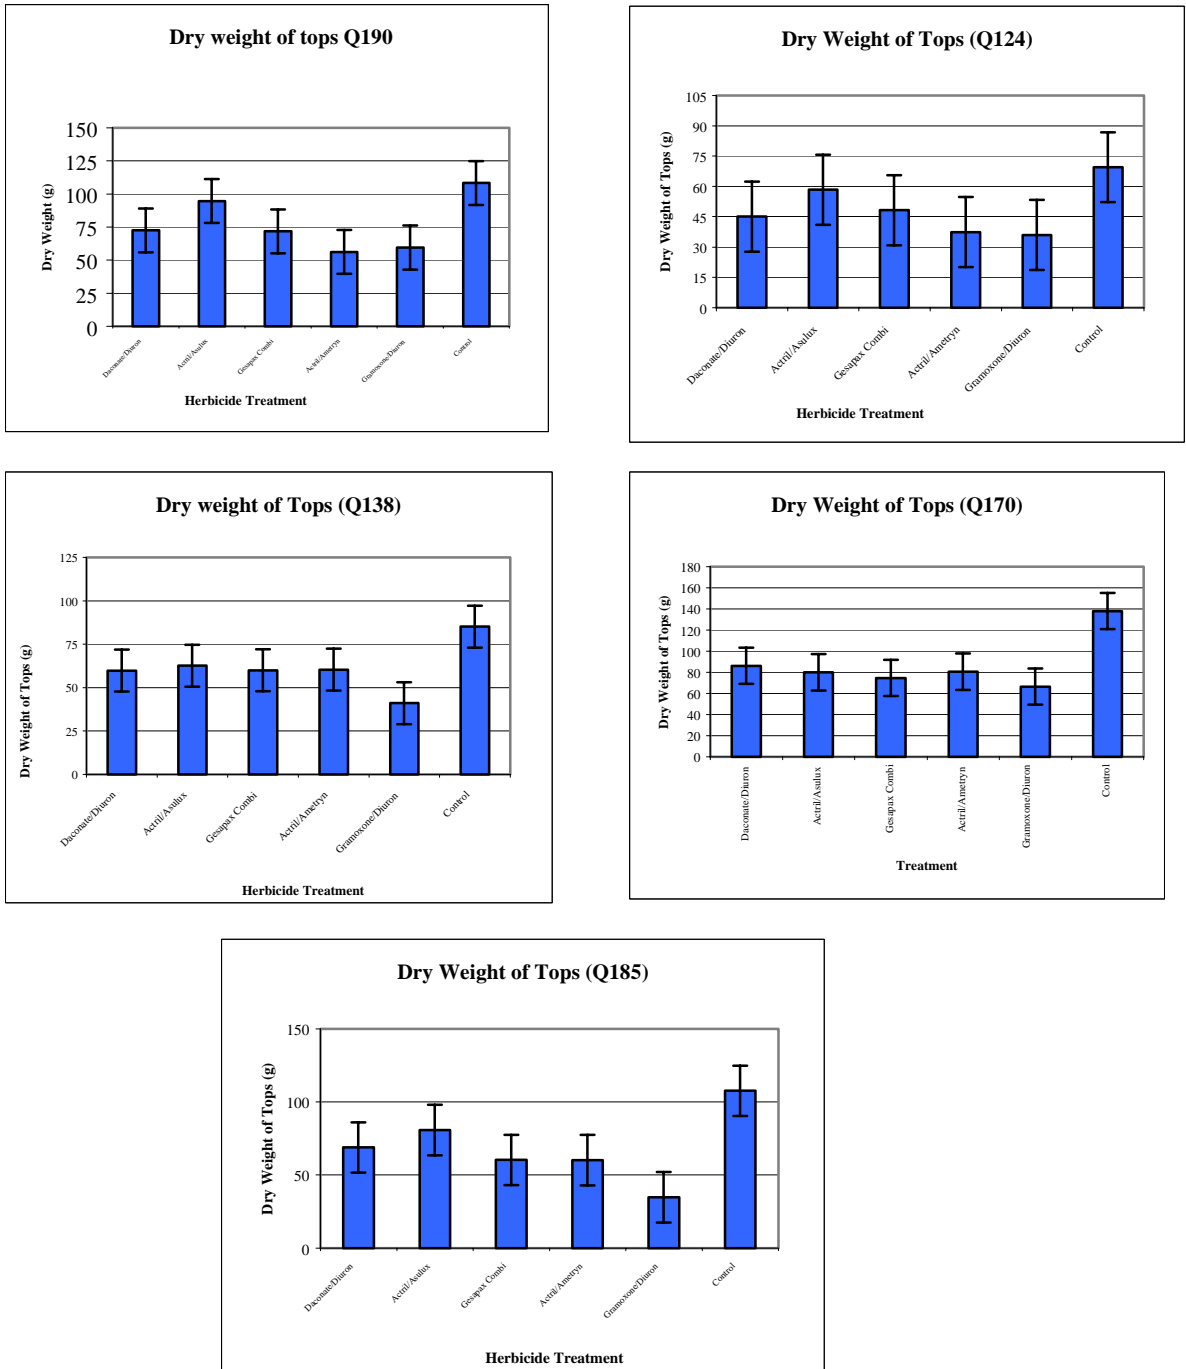 Dry weight of tops Q190
Dry Weight (g)
150
125
100
75
50
25
0
Daconate/Diuron
Actril/Asulux
Gesapax Combi
Actril/Ametryn
Gramoxone/Diuron
Control
Herbicide Treatment
Dry Weight of Tops (Q124)
Dry Weight of Tops (g)
105
90
75
60
45
30
15
0
Daconate/Diuron
Actril/Asulux
Gesapax Combi
Actril/Ametryn
Gramoxone/Diuron
Control
Herbicide Treatment
Dry weight of Tops (Q138)
Dry Weight of Tops (g)
125
100
75
50
25
0
Daconate/Diuron
Actril/Asulux
Gesapax Combi
Actril/Ametryn
Gramoxone/Diuron
Control
Herbicide Treatment
Dry Weight of Tops (Q170)
Dry Weight of Tops (g)
180
160
140
120
100
80
60
40
20
0
Daconate/Diuron
Actril/Asulux
Gesapax Combi
Actril/Ametryn
Gramoxone/Diuron
Control
Treatment
Dry Weight of Tops (Q185)
Dry Weight of Tops (g)
150
100
50
0
Daconate/Diuron
Actril/Asulux
Gesapax Combi
Actril/Ametryn
Gramoxone/Diuron
Control
Herbicide Treatment